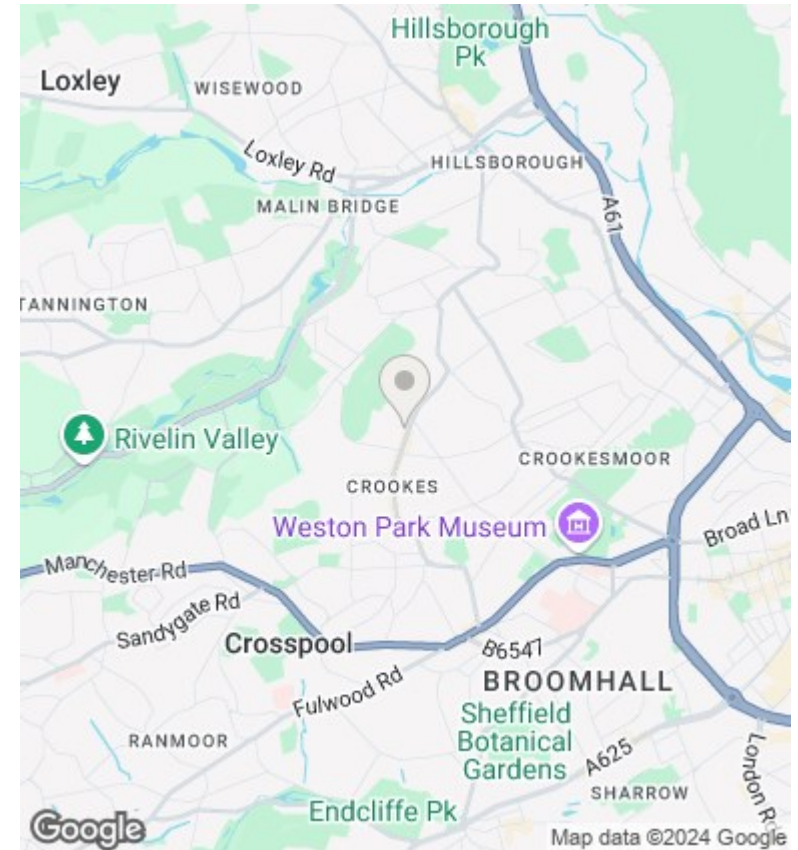 Hillsborough
Pk
Loxley
WISEWOOD
Loxley Rd
HILLSBOROUGH
MALIN BRIDGE
A61
TANNINGTON
Rivelin Valley
CROOKESMOOR
CROOKES
Weston Park Museum
Broad Ln
Manchester Rd
Sandygate Rd
Crosspool
B6547
Fulwood Rd
BROOMHALL
Sheffield
Botanical
Gardens
RANMOOR
A625
London Rd
SHARROW
Endcliffe Pk
Google
Map data ©2024 Google